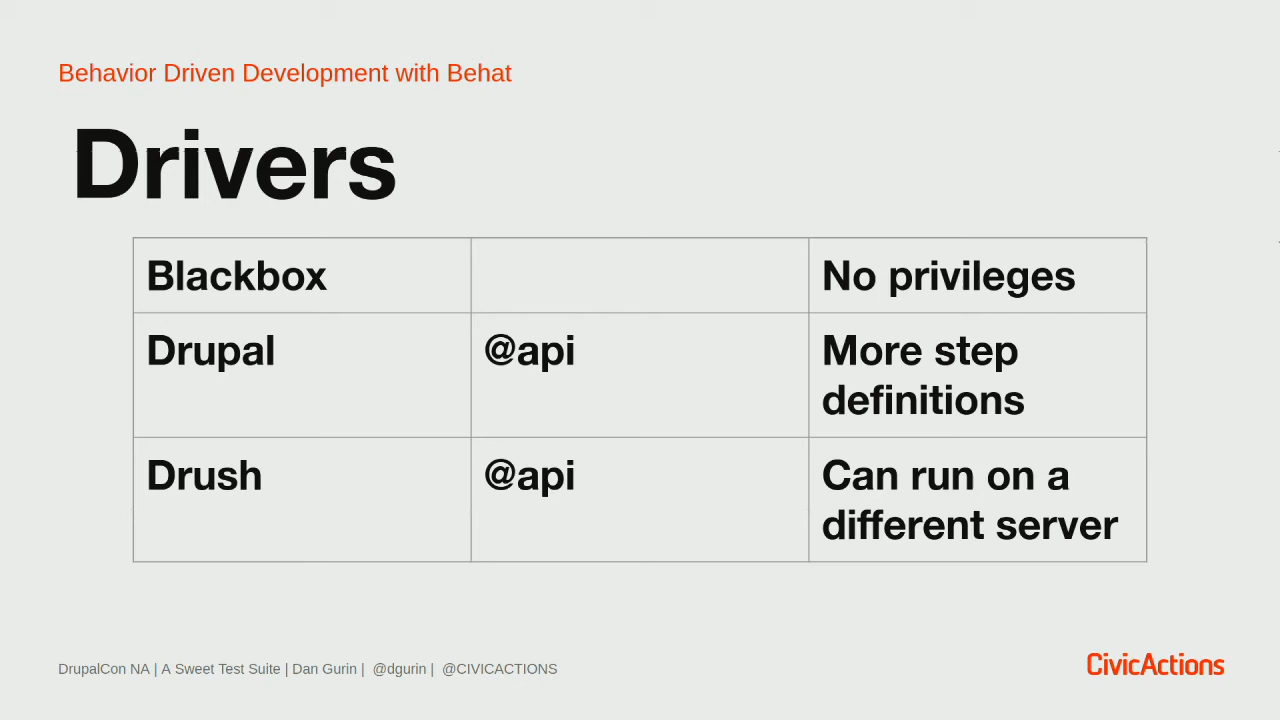 Behavior Driven Development with Behat
Drivers
Blackbox
No privileges
Drupal
@api
More step
definitions
Drush
@api
Can run on a
different server
DrupalCon NA | A Sweet Test Suite | Dan Gurin | @dgurin | @CIVICACTIONS
CivicActions